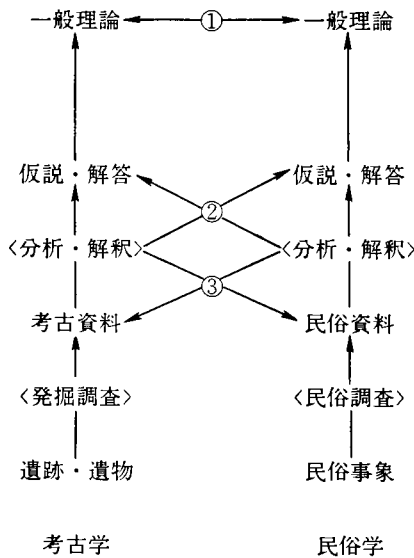 一般理論 ① 一般理論
仮説・解答 仮説・解答
②
<分析・解釈> <分析・解釈>
③
考古資料 民俗資料
<発掘調査> <民俗調査>
遺跡・遺物 民俗事象
考古学 民俗学